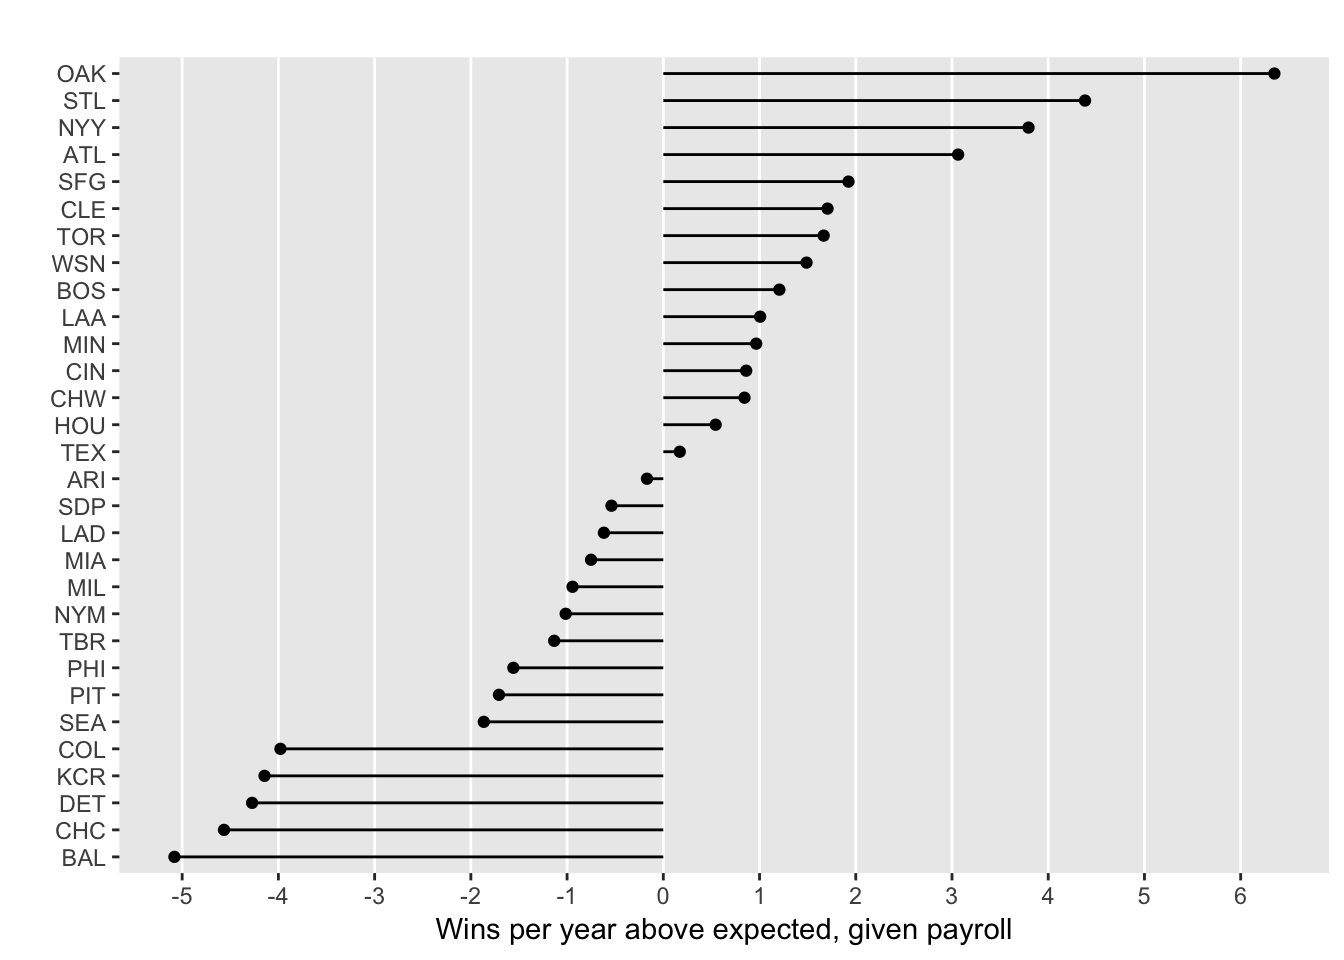 OAK
STL
NYY
ATL
SFG
CLE
TOR
WSN
BOS
LAA
MIN
CIN
CHW
HOU
TEX
ARI
SDP
LAD
MIA
MIL
NYM
TBR
PHI
PIT
SEA
COL
KCR
DET
CHC
BAL
-5 -4 -3 -2 -1 0 1 2 3 4 5 6
Wins per year above expected, given payroll